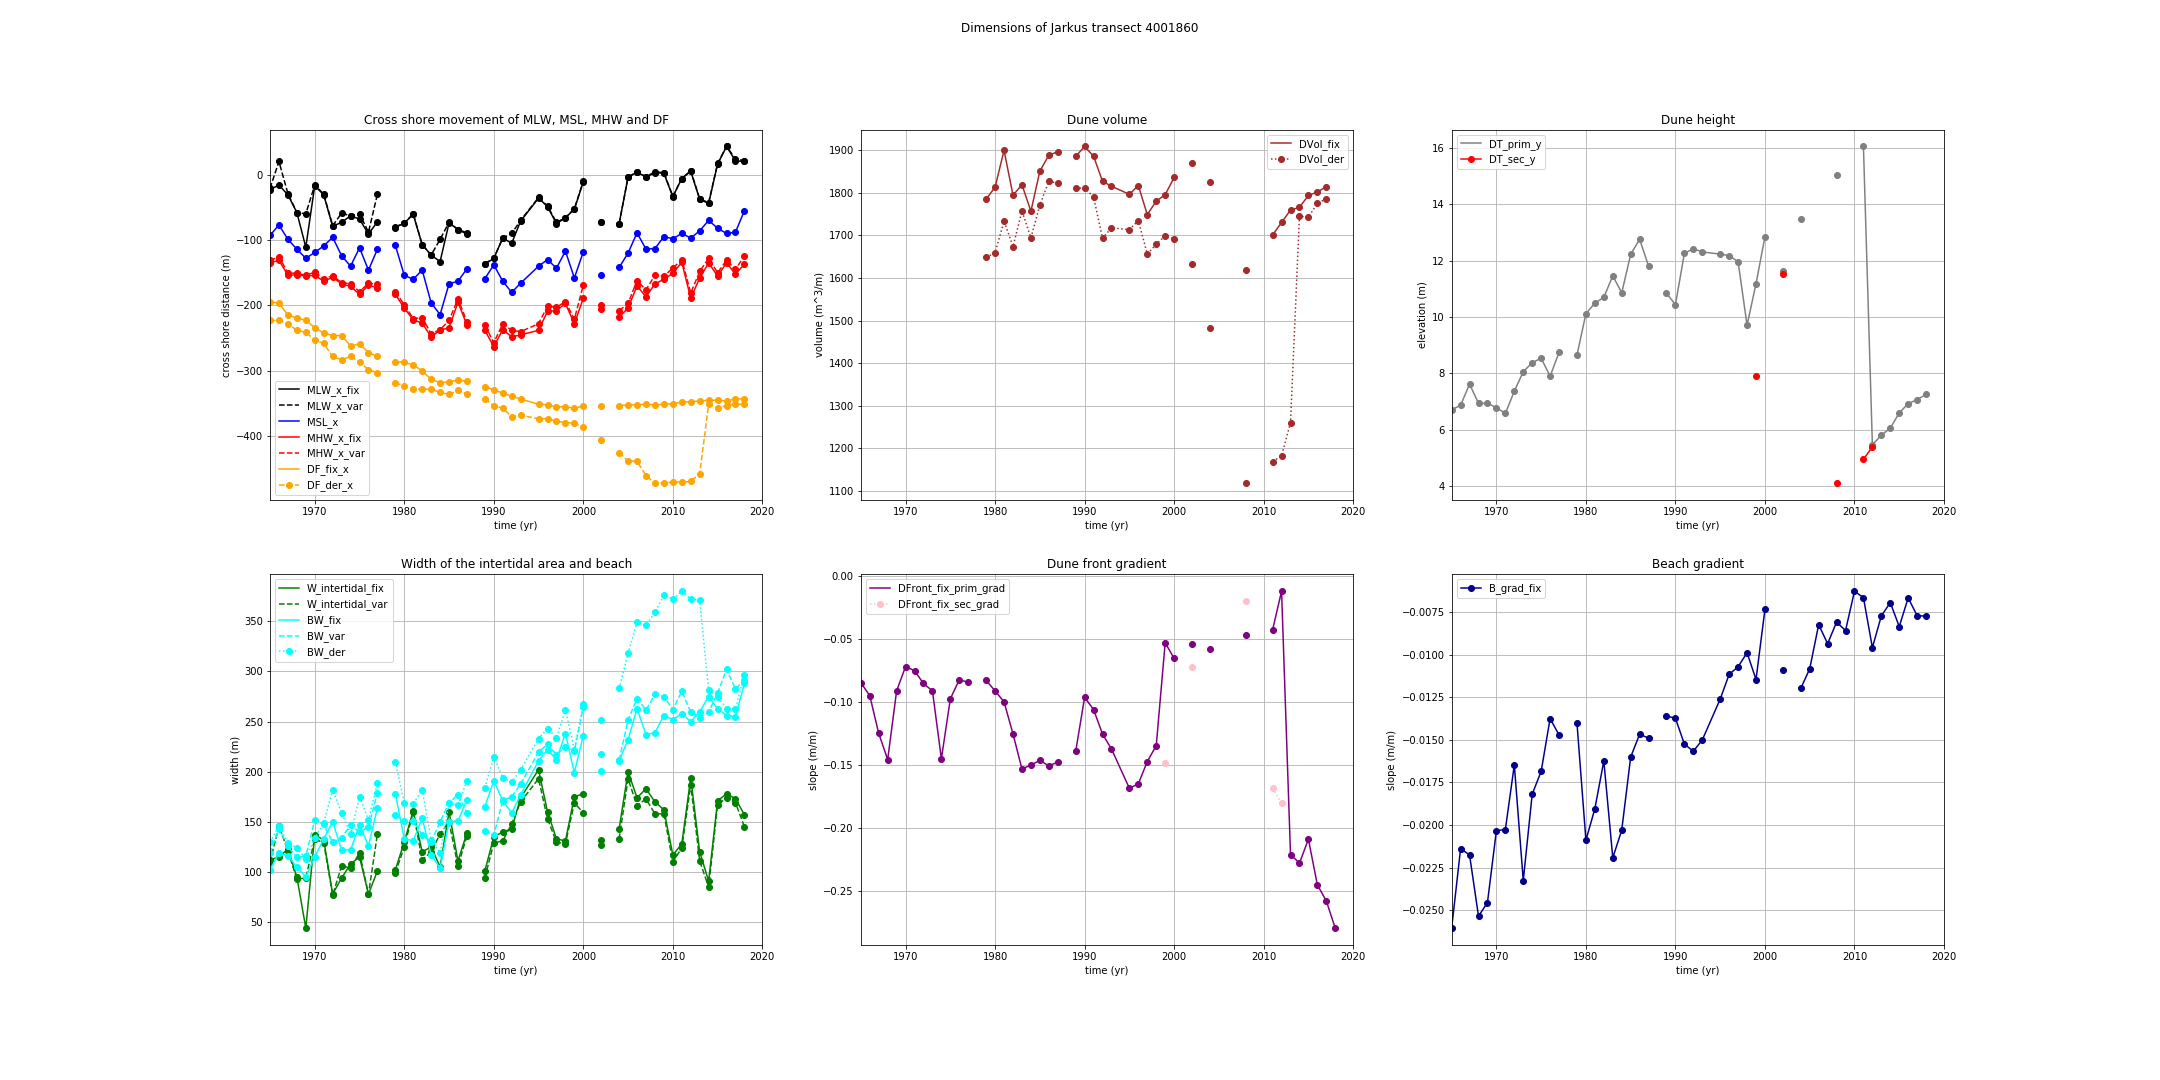 Dimensions of Jarkus transect 4001860
Cross shore movement of MLW, MSL, MHW and DF
cross shore distance (m)
0
−100
−200
−300
−400
MLW_x_fix
MLW_x_var
MSL_x
MHW_x_fix
MHW_x_var
DF_fix_x
DF_der_x
1970 1980 1990 2000 2010 2020
time (yr)
Dune volume
volume (m^3/m)
1900
1800
1700
1600
1500
1400
1300
1200
1100
DVol_fix
DVol_der
1970 1980 1990 2000 2010 2020
time (yr)
Dune height
elevation (m)
16
14
12
10
8
6
4
DT_prim_y
DT_sec_y
1970 1980 1990 2000 2010 2020
time (yr)
Width of the intertidal area and beach
width (m)
350
300
250
200
150
100
50
W_intertidal_fix
W_intertidal_var
BW_fix
BW_var
BW_der
1970 1980 1990 2000 2010 2020
time (yr)
Dune front gradient
slope (m/m)
0.00
−0.05
−0.10
−0.15
−0.20
−0.25
DFront_fix_prim_grad
DFront_fix_sec_grad
1970 1980 1990 2000 2010 2020
time (yr)
Beach gradient
slope (m/m)
−0.0075
−0.0100
−0.0125
−0.0150
−0.0175
−0.0200
−0.0225
−0.0250
B_grad_fix
1970 1980 1990 2000 2010 2020
time (yr)